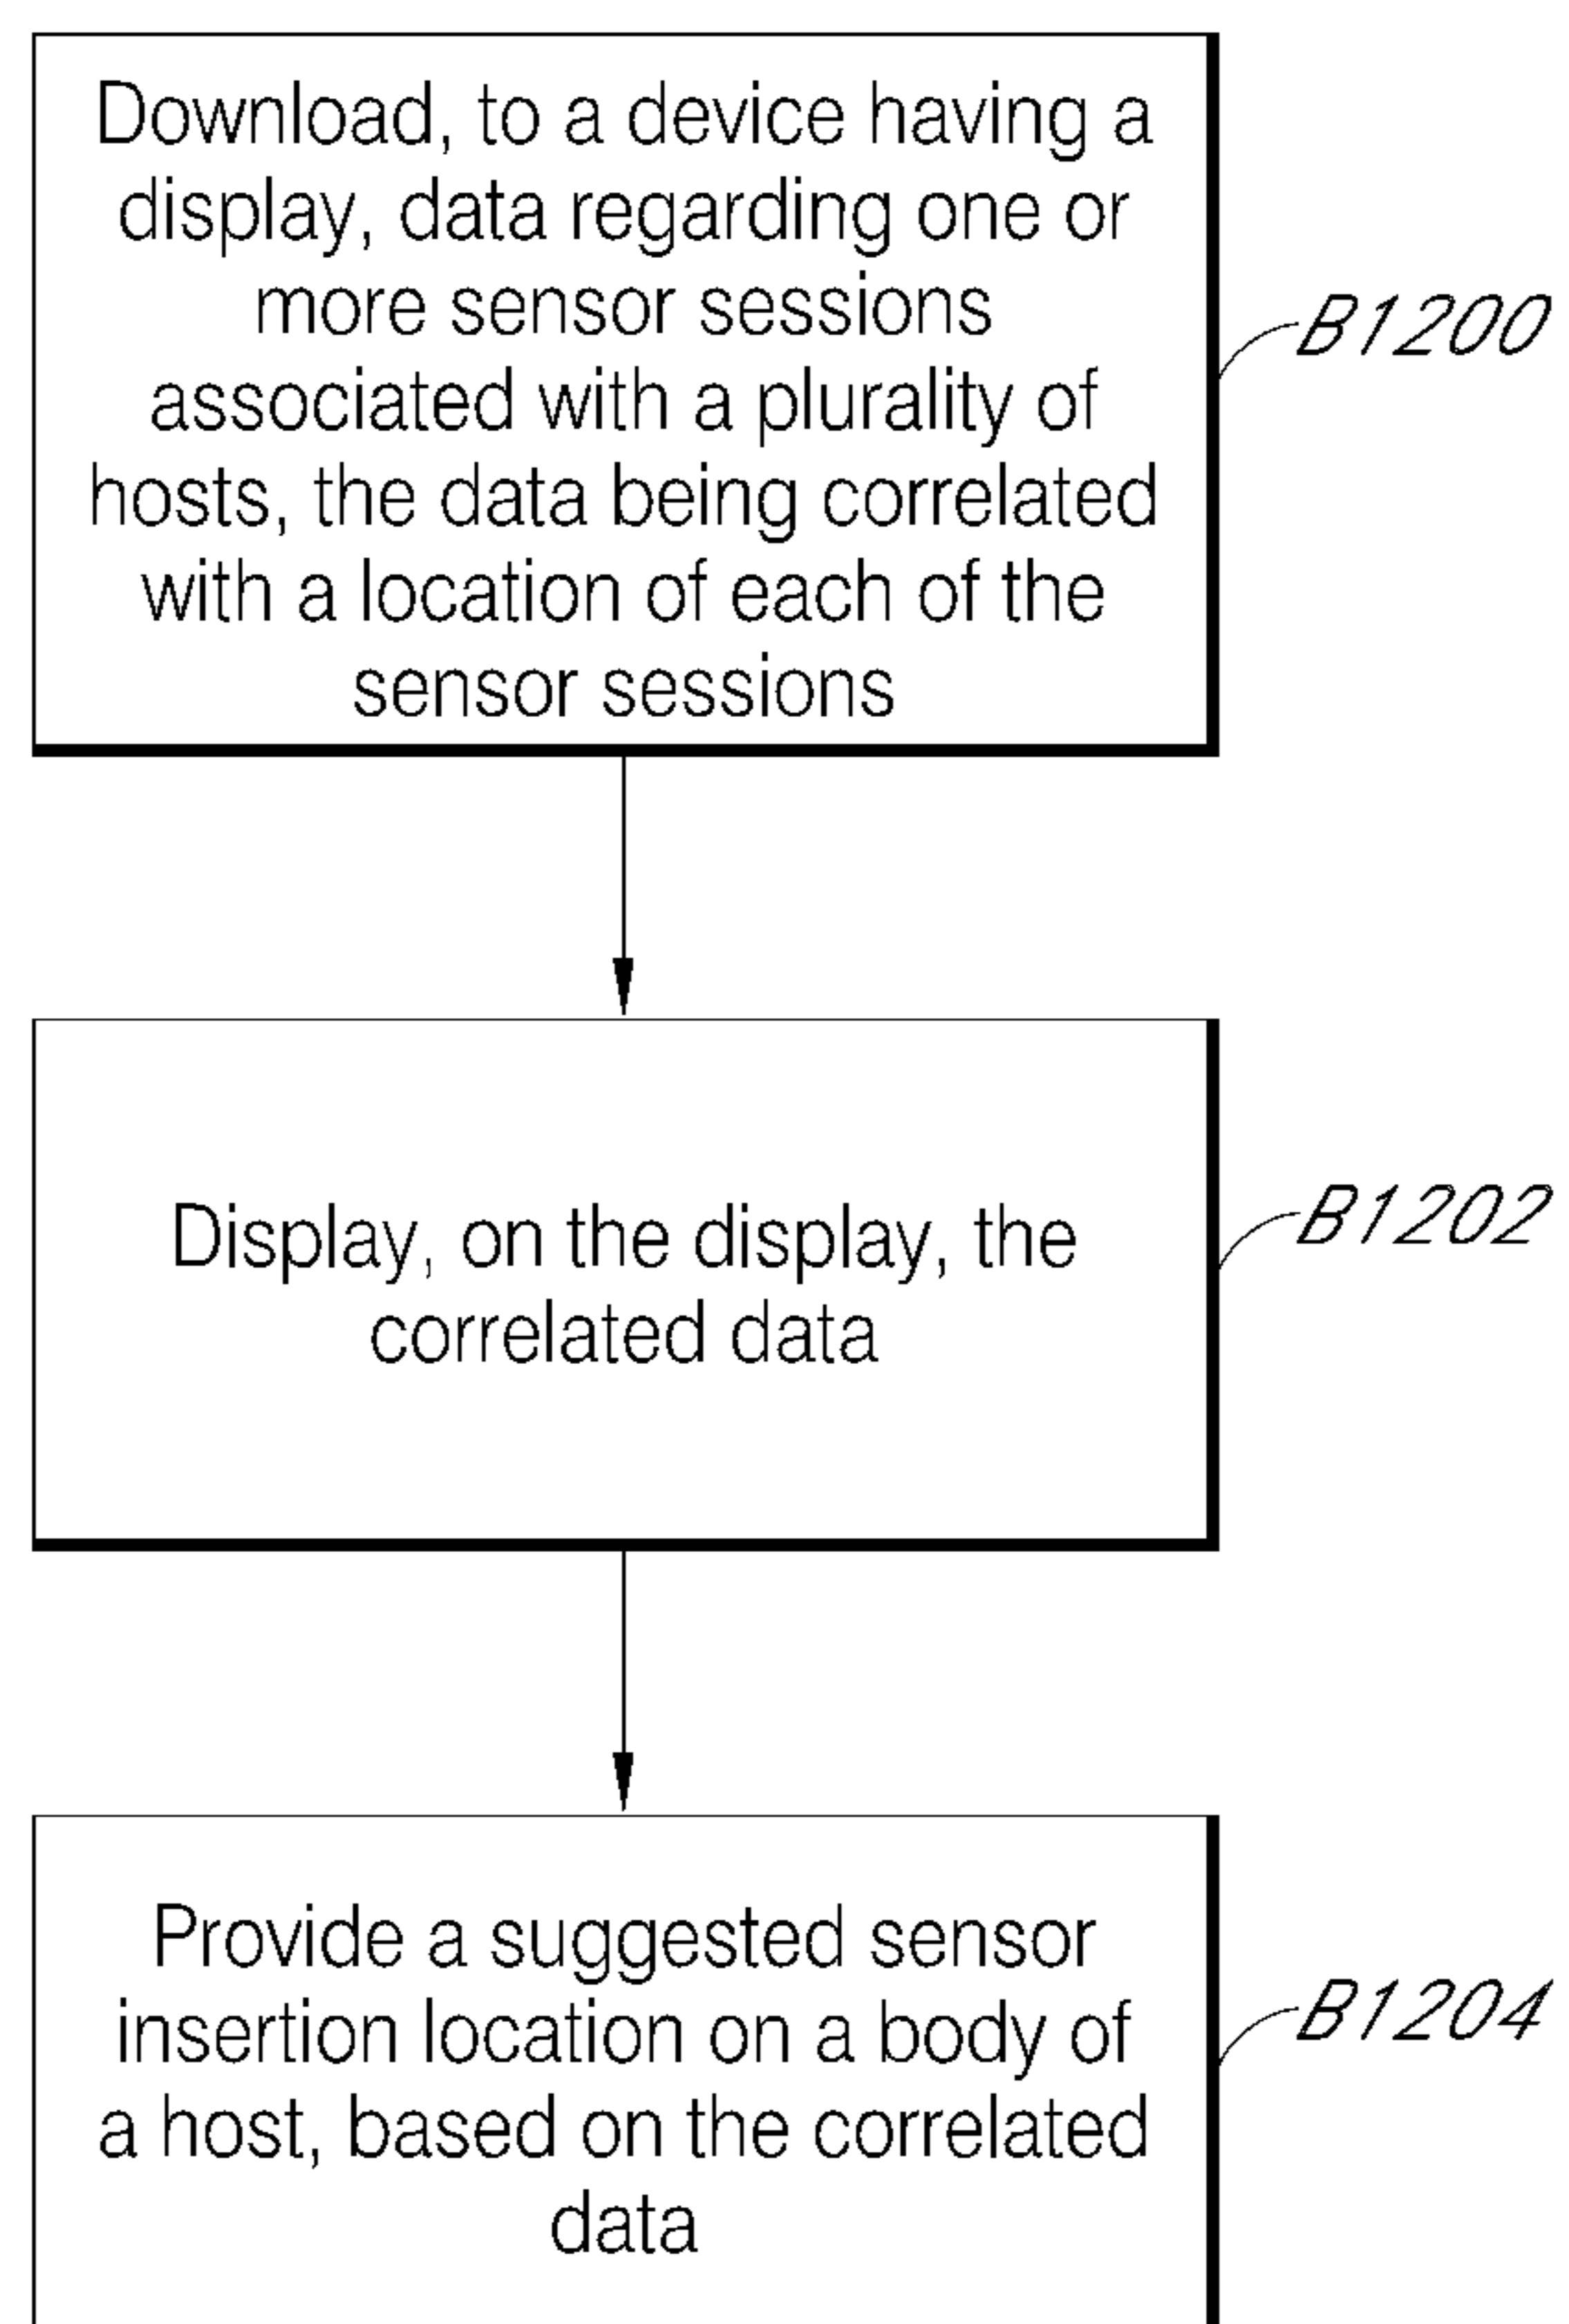 Download, to a device having a
display, data regarding one or
more sensor sessions
associated with a plurality of
hosts, the data being correlated
with a location of each of the
sensor sessions
B1200
Display, on the display, the
correlated data
B1202
Provide a suggested sensor
insertion location on a body of
a host, based on the correlated
data
B1204